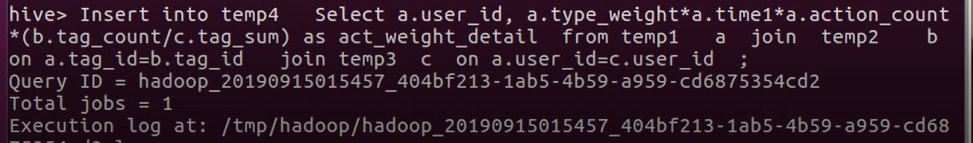 hive> Insert into temp4   Select a.user_id, a.type_weight*a.time1*a.action_count
*(b.tag_count/c.tag_sum) as act_weight_detail  from temp1   a  join  temp2    b
on a.tag_id=b.tag_id   join temp3  c  on a.user_id=c.user_id  ;
Query ID = hadoop_20190915015457_404bf213-1ab5-4b59-a959-cd6875354cd2
Total jobs = 1
Execution log at: /tmp/hadoop/hadoop_20190915015457_404bf213-1ab5-4b59-a959-cd68